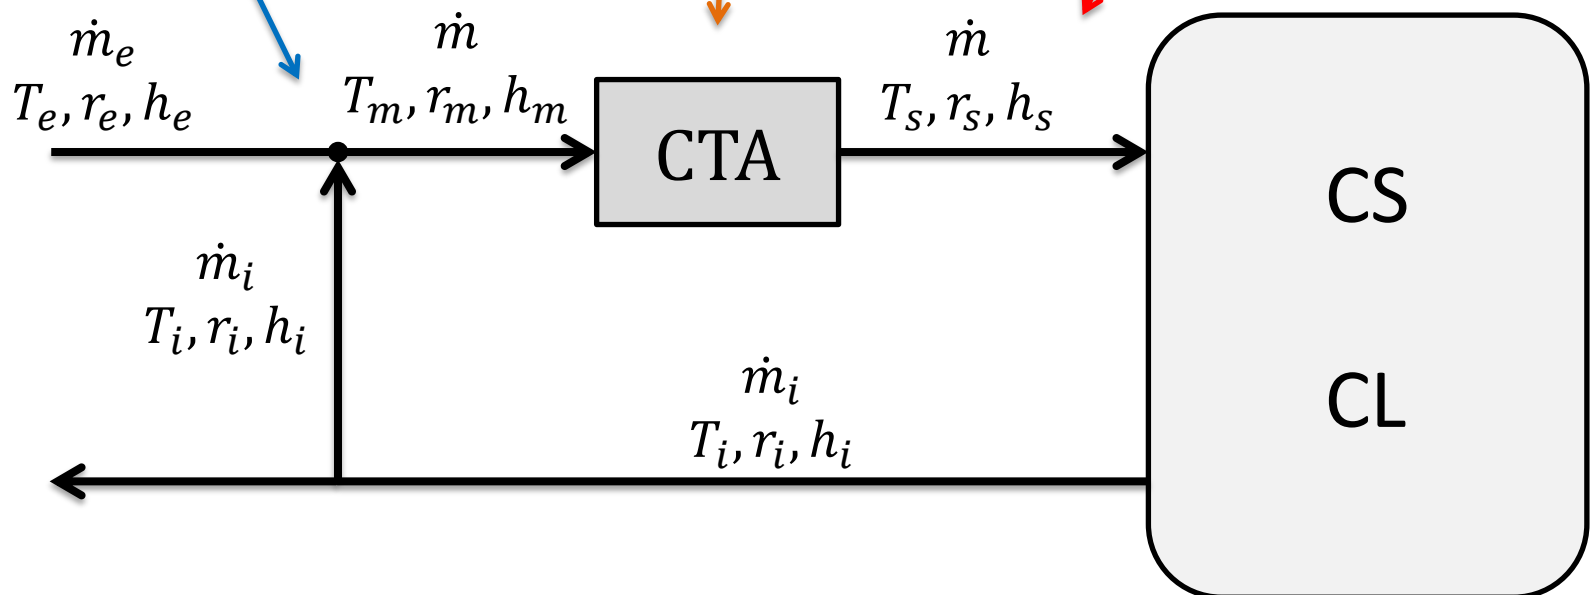 ṁₑ
Tₑ, rₑ, hₑ
ṁ
Tₘ, rₘ, hₘ
CTA
ṁ
Tₛ, rₛ, hₛ
CS
ṁᵢ
Tᵢ, rᵢ, hᵢ
ṁᵢ
Tᵢ, rᵢ, hᵢ
CL